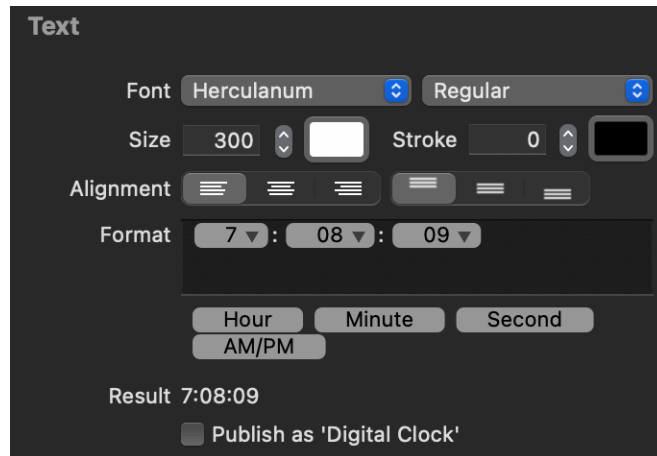 Text
Font Herculanum Regular
Size 300 Stroke 0
Alignment
Format 7 : 08 : 09
Hour Minute Second
AM/PM
Result 7:08:09
Publish as 'Digital Clock'